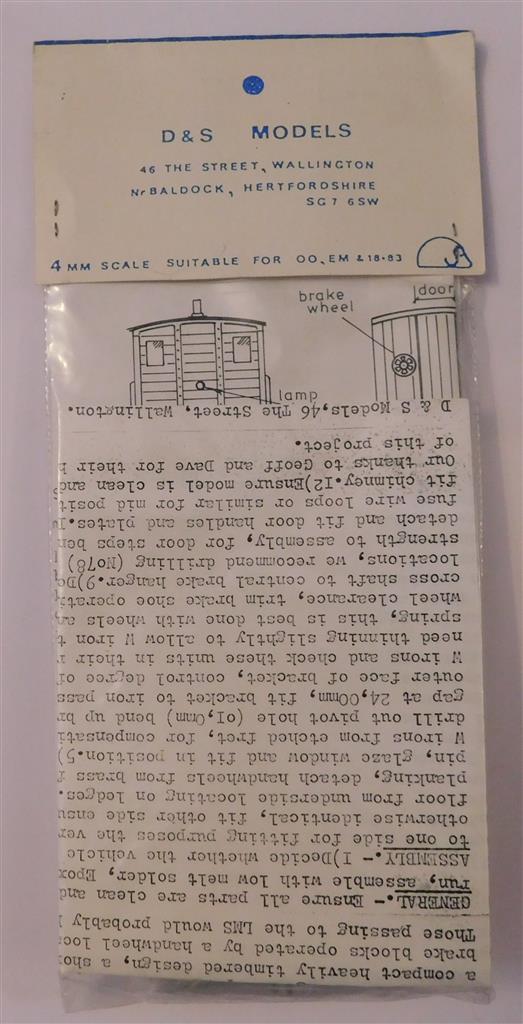 D & S MODELS
46 THE STREET, WALLINGTON
Nr BALDOCK, HERTFORDSHIRE
SG7 6SW
4 MM SCALE SUITABLE FOR OO, EM & 18·83
brake wheel
door
lamp
a compact heavily timbered design, a sho
brake blocks operated by a handwheel loc
Those passing to the LMS would probably
GENERAL.- Ensure all parts are clean and
run, assemble with low melt solder, Epox
ASSEMBLY.- I)Decide whether the vehicle
to one side for fitting purposes the ver
otherwise identical, fit other side ensu
floor from underside locating on ledges.
planking, detach handwheels from brass f
pin, glaze window and fit in position.5)
W irons from etched fret, for compensati
drill out pivot hole (0I,0mm) bend up br
gap at 24,00mm, fit bracket to iron pass
outer face of bracket, control degree of
W irons and check these units in their r
need thinning slightly to allow W iron t
spring, this is best done with wheels an
wheel clearance, trim brake shoe operati
cross shaft to central brake hanger.9)De
locations, we recommend drilling (No78)
strength to assembly, for door steps ben
detach and fit door handles and plates.I
fuse wire loops or similar for mid posit
fit chimney.I2)Ensure model is clean and
Our thanks to Geoff and Dave for their h
of this project.
D & S Models,46 The Street, Wallington.